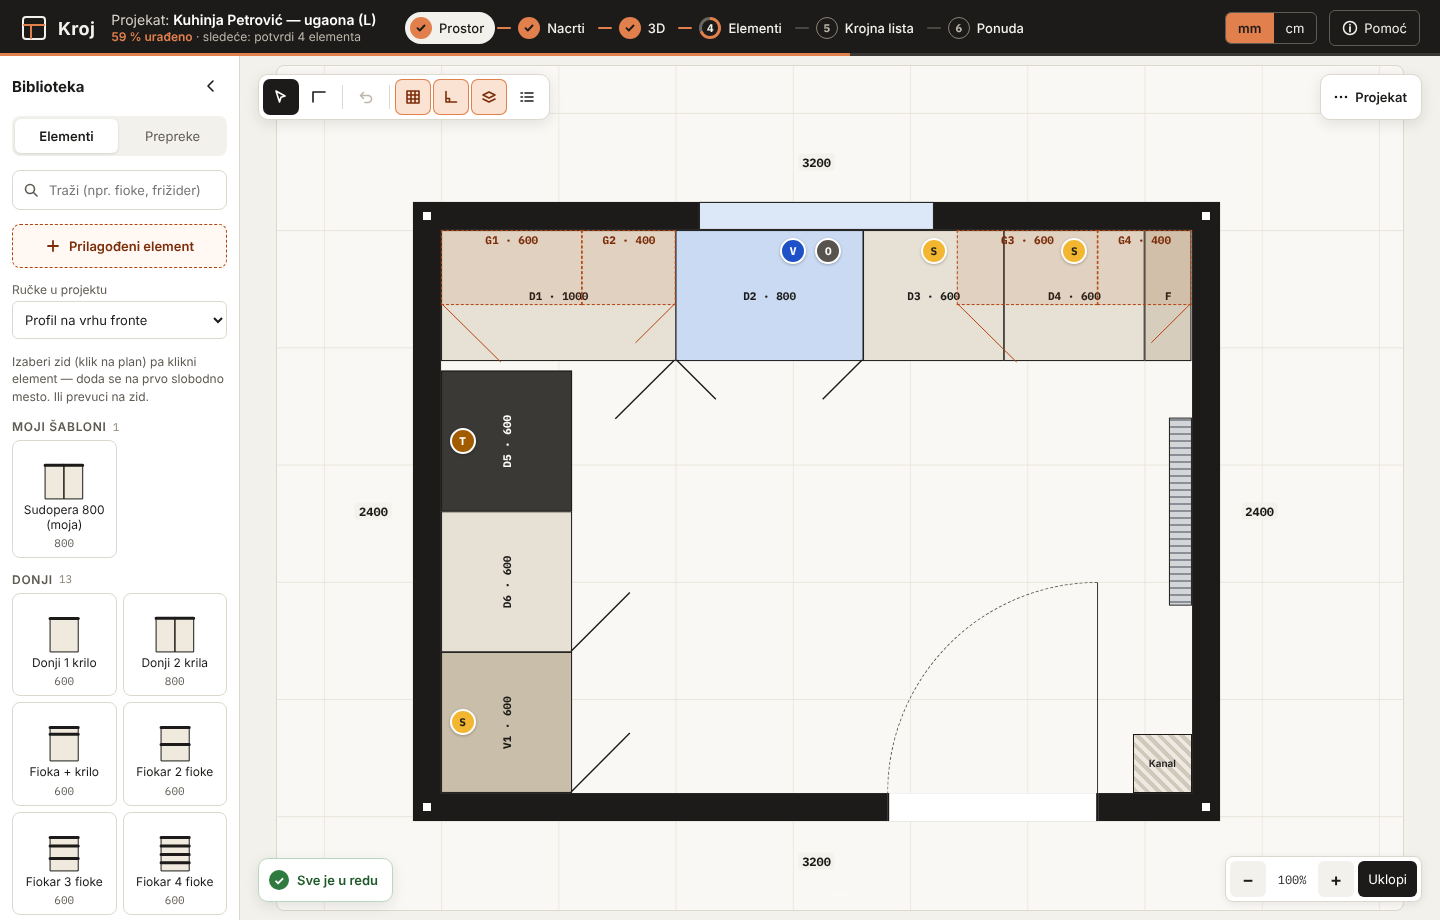 Kroj
Projekat: Kuhinja Petrović — ugaona (L)
59 % urađeno · sledeće: potvrdi 4 elementa
Prostor
Nacrti
3D
4 Elementi
5 Krojna lista
6 Ponuda
mm
cm
Pomoć
Biblioteka
Elementi
Prepreke
Traži (npr. fioke, frižider)
Prilagođeni element
Ručke u projektu
Profil na vrhu fronte
Izaberi zid (klik na plan) pa klikni
element — doda se na prvo slobodno
mesto. Ili prevuci na zid.
MOJI ŠABLONI 1
Sudopera 800
(moja)
800
DONJI 13
Donji 1 krilo
600
Donji 2 krila
800
Fioka + krilo
600
Fiokar 2 fioke
600
Fiokar 3 fioke
600
Fiokar 4 fioke
600
Projekat
3200
G1 · 600
G2 · 400
V
O
S
G3 · 600
S
G4 · 400
D1 · 1000
D2 · 800
D3 · 600
D4 · 600
F
T
D5 · 600
2400
2400
D6 · 600
S
V1 · 600
Kanal
3200
Sve je u redu
− 100% +
Uklopi